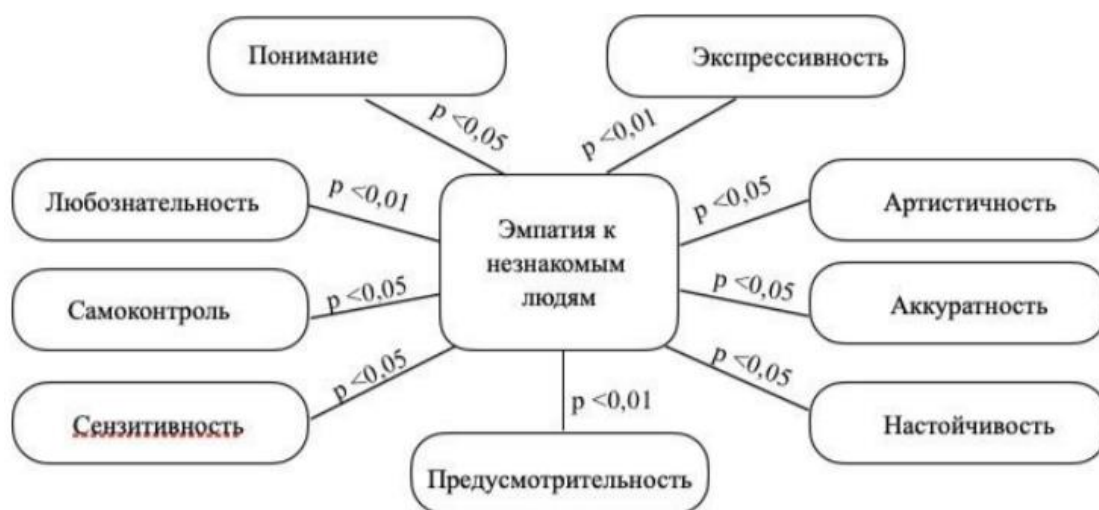 Понимание
Экспрессивность
p <0,05
p <0,01
Любознательность
p <0,01
Эмпатия к
незнакомым
людям
p <0,05
Артистичность
Самоконтроль
p <0,05
p <0,05
Аккуратность
Сензитивность
p <0,05
p <0,01
p <0,05
Настойчивость
Предусмотрительность